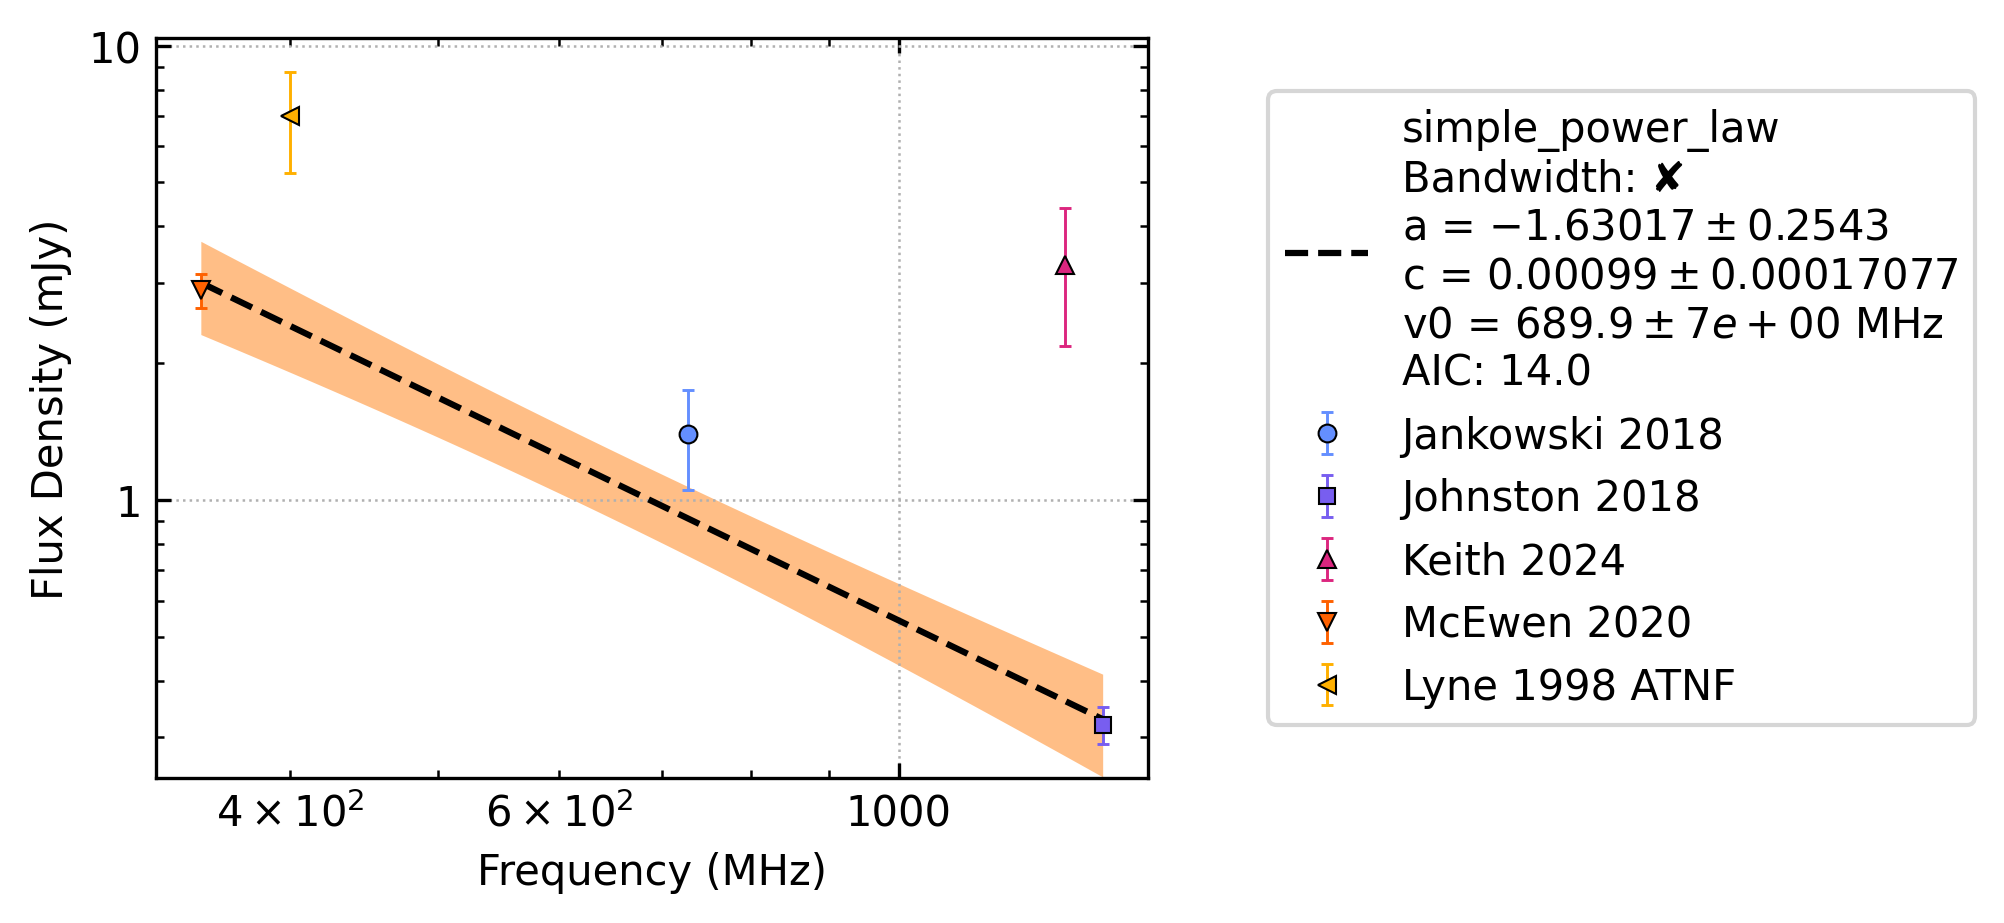 10
1
Flux Density (mJy)
4 × 10²
6 × 10²
1000
Frequency (MHz)
simple_power_law
Bandwidth: ✘
a = −1.63017 ± 0.2543
c = 0.00099 ± 0.00017077
v0 = 689.9 ± 7e + 00 MHz
AIC: 14.0
Jankowski 2018
Johnston 2018
Keith 2024
McEwen 2020
Lyne 1998 ATNF